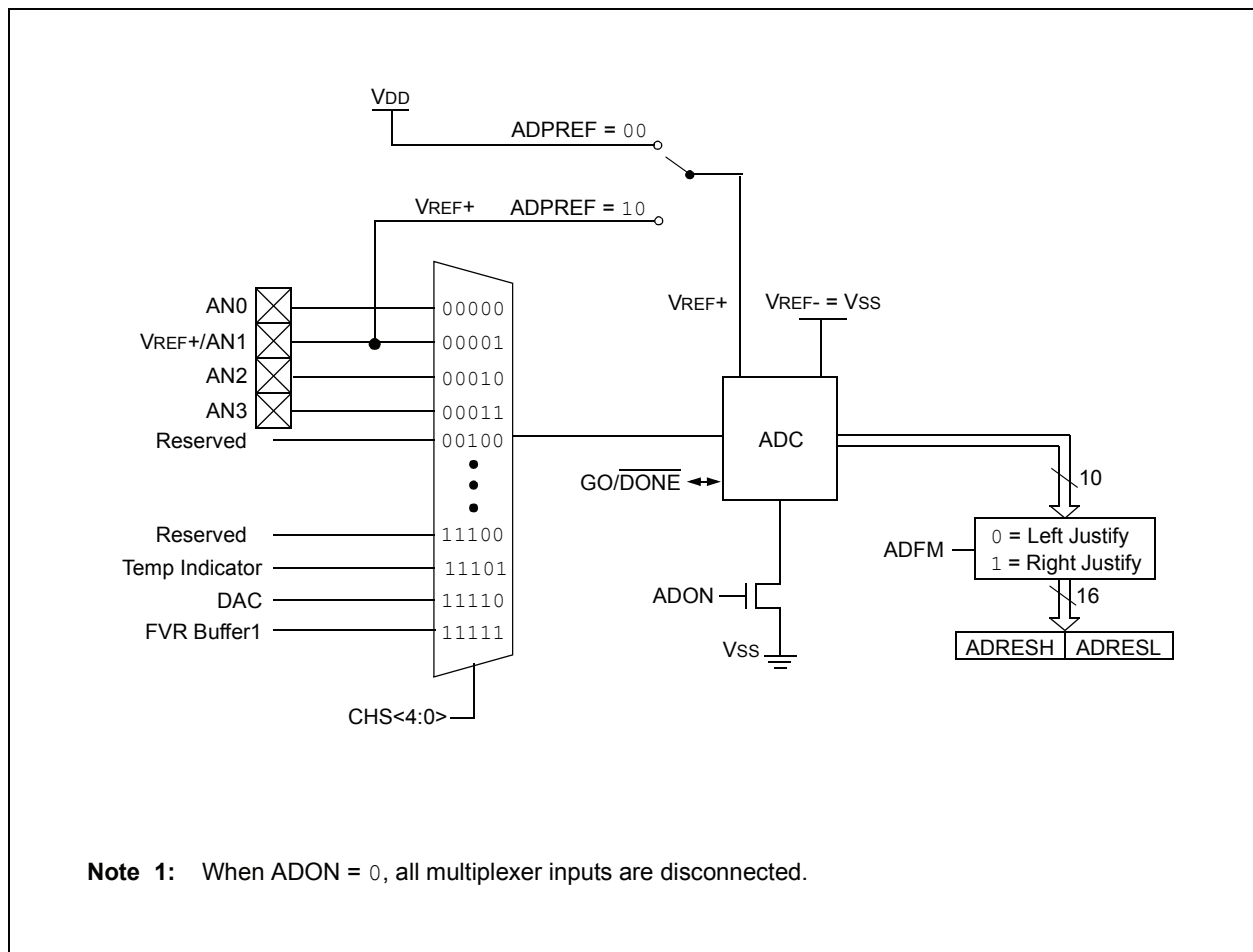 VDD
ADPREF = 00
VREF+ ADPREF = 10
AN0
VREF+/AN1
AN2
AN3
Reserved
Reserved
Temp Indicator
DAC
FVR Buffer1
00000
00001
00010
00011
00100
11100
11101
11110
11111
CHS<4:0>
VREF+
VREF- = VSS
ADC
GO/DONE
ADON
VSS
10
ADFM
0 = Left Justify
1 = Right Justify
16
ADRESH ADRESL
Note 1: When ADON = 0, all multiplexer inputs are disconnected.